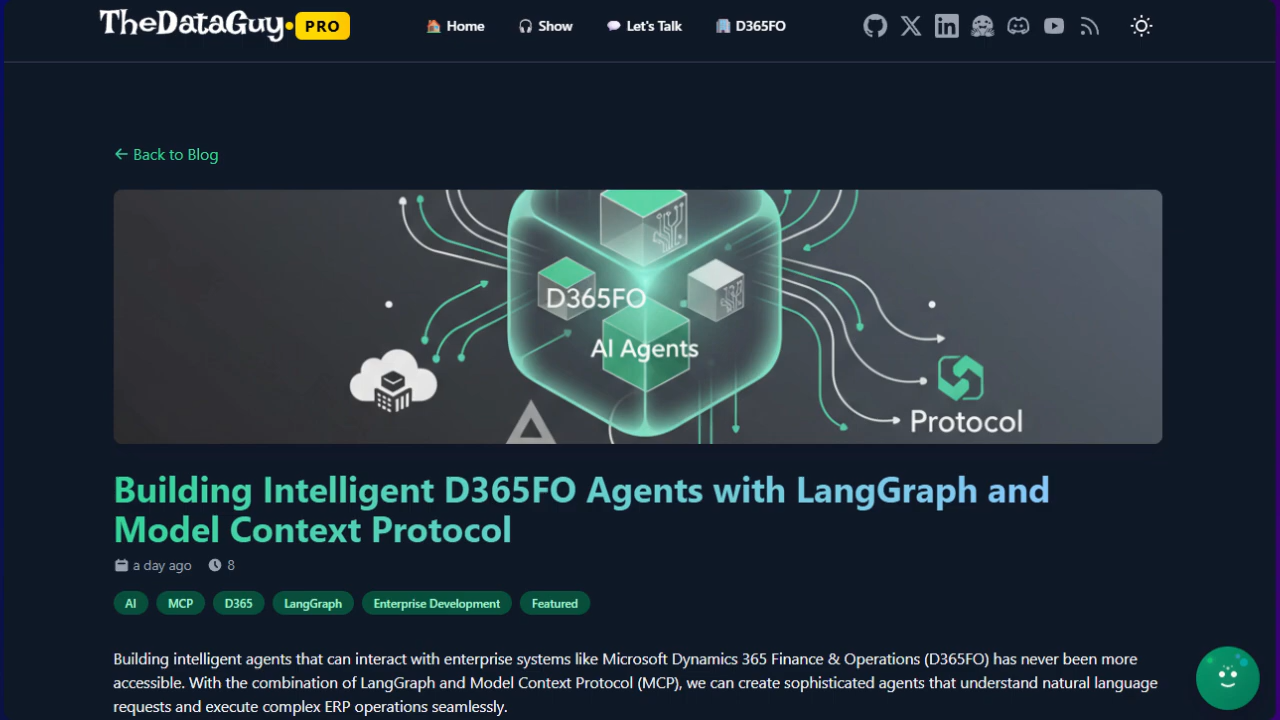 TheDataGuy PRO
Home
Show
Let's Talk
D365FO
← Back to Blog
D365FO
AI Agents
Protocol
Building Intelligent D365FO Agents with LangGraph and
Model Context Protocol
a day ago 8
AI MCP D365 LangGraph Enterprise Development Featured
Building intelligent agents that can interact with enterprise systems like Microsoft Dynamics 365 Finance & Operations (D365FO) has never been more
accessible. With the combination of LangGraph and Model Context Protocol (MCP), we can create sophisticated agents that understand natural language
requests and execute complex ERP operations seamlessly.